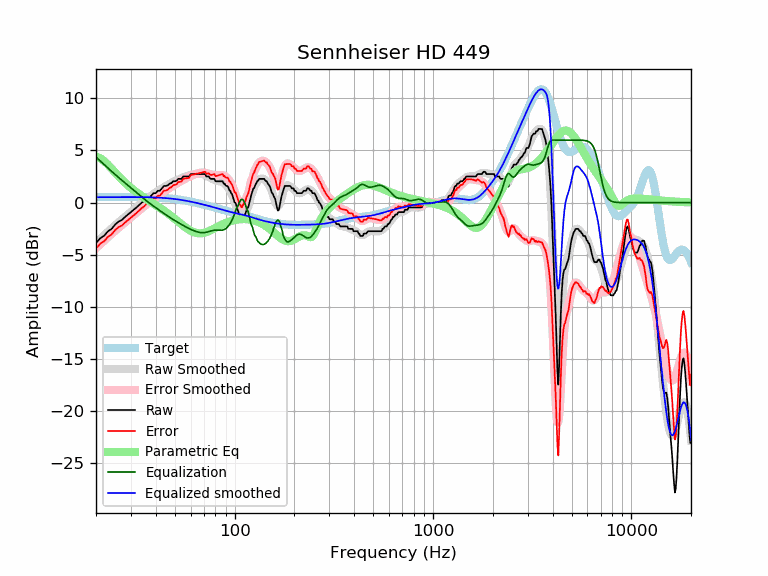 Sennheiser HD 449
Amplitude (dBr)
10
5
0
−5
−10
−15
−20
−25
Target
Raw Smoothed
Error Smoothed
Raw
Error
Parametric Eq
Equalization
Equalized smoothed
100 1000 10000
Frequency (Hz)